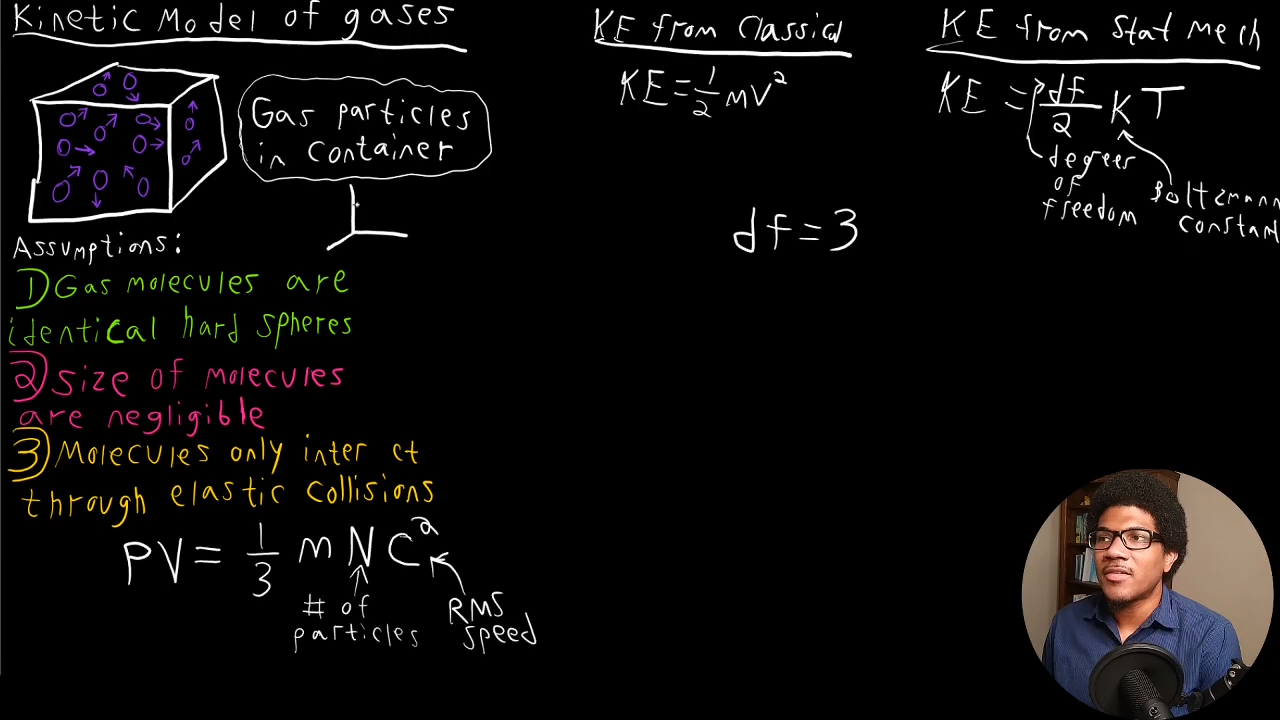 Kinetic Model of gases
Gas particles
in container
Assumptions:
1) Gas molecules are
identical hard spheres
2) size of molecules
are negligible
3) Molecules only inter ct
through elastic collisions
PV = 1/3 m N C²
# of
particles
RMS
speed
KE from Classical
KE = 1/2 mv²
df = 3
KE from Stat Mech
KE = df/2 K T
degrees
of
freedom
Boltzmann
constant